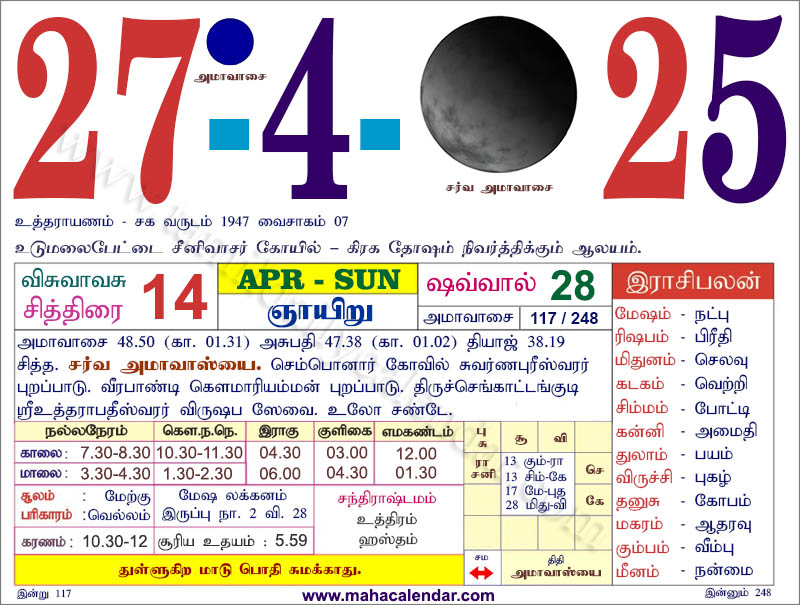 27-4-25
அமாவாசை
சர்வ அமாவாசை
உத்தராயணம் - சக வருடம் 1947 வைசாகம் 07
உடுமலைபேட்டை சீனிவாசர் கோயில் – கிரக தோஷம் நிவர்த்திக்கும் ஆலயம்.
விசுவாவசு
சித்திரை 14
APR - SUN
ஞாயிறு
ஷவ்வால் 28
அமாவாசை 117 / 248
அமாவாசை 48.50 (கா. 01.31) அசுபதி 47.38 (கா. 01.02) தியாஜ் 38.19
சித்த. சர்வ அமாவாஸ்யை. செம்பொனார் கோவில் சுவர்ணபுரீஸ்வரர்
புறப்பாடு. வீரபாண்டி கௌமாரியம்மன் புறப்பாடு. திருச்செங்காட்டங்குடி
ஸ்ரீஉத்தராபதீஸ்வரர் விருஷப ஸேவை. உலோ சண்டே.
இராசிபலன்
மேஷம் - நட்பு
ரிஷபம் - பிரீதி
மிதுனம் - செலவு
கடகம் - வெற்றி
சிம்மம் - போட்டி
கன்னி - அமைதி
துலாம் - பயம்
விருச்சி - புகழ்
தனுசு - கோபம்
மகரம் - ஆதரவு
கும்பம் - வீம்பு
மீனம் - நன்மை
நல்லநேரம் கௌ.ந.நெ. இராகு குளிகை எமகண்டம்
காலை: 7.30-8.30 10.30-11.30 04.30 03.00 12.00
மாலை: 3.30-4.30 1.30-2.30 06.00 04.30 01.30
சூலம் : மேற்கு
பரிகாரம் :வெல்லம்
மேஷ லக்கனம்
இருப்பு நா. 2 வி. 28
சந்திராஷ்டமம்
உத்திரம்
ஹஸ்தம்
கரணம்: 10.30-12 சூரிய உதயம் : 5.59
பு
சு
சூ
வி
ரா
சனி
13 கும்-ரா
13 சிம்-கே
17 மே-புத
28 மிது-வி
செ
கே
துள்ளுகிற மாடு பொதி சுமக்காது.
சம
திதி
அமாவாஸ்யை
இன்று 117
www.mahacalendar.com
இன்னும் 248